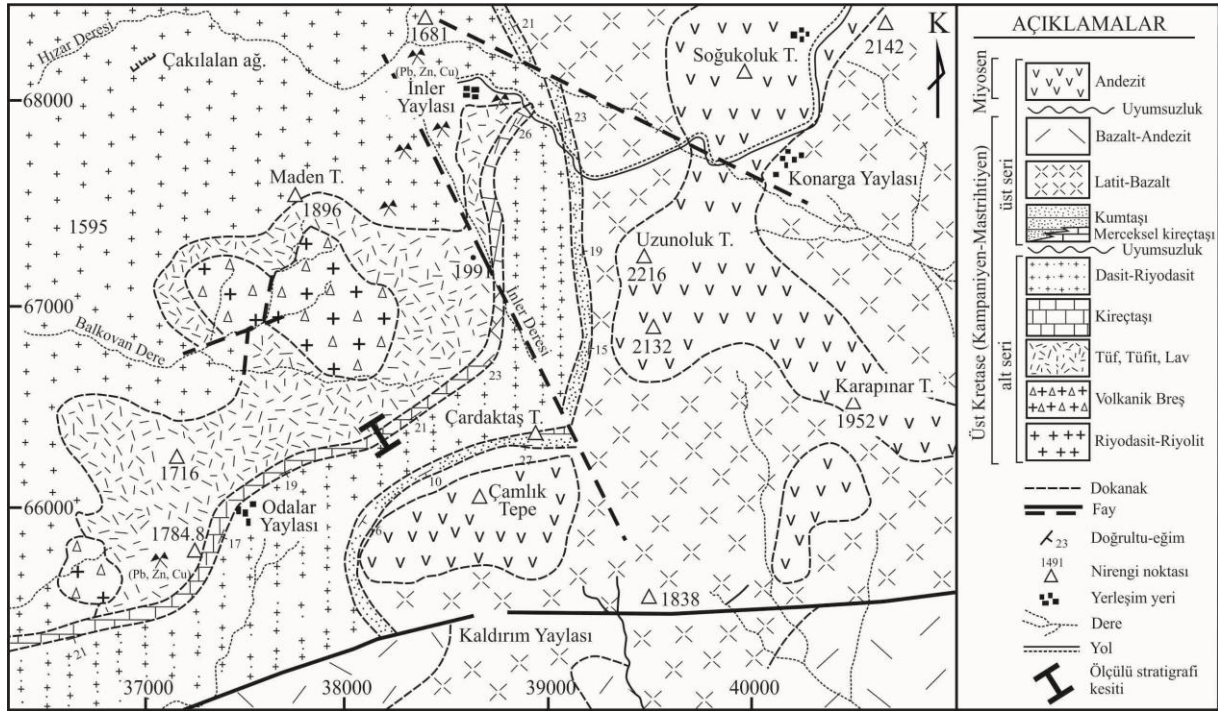 1681
21
Soğukoluk T.
2142
K
Hızar Deresi
Çakılalan ağ.
(Pb, Zn, Cu)
İnler
Yaylası
68000
23
26
Konarga Yaylası
Maden T.
1896
1595
1991
19
Uzunoluk T.
2216
67000
İnler Deresi
Balkovan Dere
15
2132
23
Karapınar T.
1952
Çardaktaş T.
21
27
1716
19
10
Çamlık
Tepe
66000
Odalar
Yaylası
6
1784.8
17
(Pb, Zn, Cu)
1838
21
Kaldırım Yaylası
37000
38000
39000
40000
AÇIKLAMALAR
Miyosen
Andezit
Uyumsuzluk
Üst Kretase (Kampaniyen-Mastrihtiyen)
üst seri
Bazalt-Andezit
Latit-Bazalt
Kumtaşı
Merceksel kireçtaşı
Uyumsuzluk
alt seri
Dasit-Riyodasit
Kireçtaşı
Tüf, Tüfit, Lav
Volkanik Breş
Riyodasit-Riyolit
Dokanak
Fay
23
Doğrultu-eğim
1491
Nirengi noktası
Yerleşim yeri
Dere
Yol
Ölçülü stratigrafi
kesiti